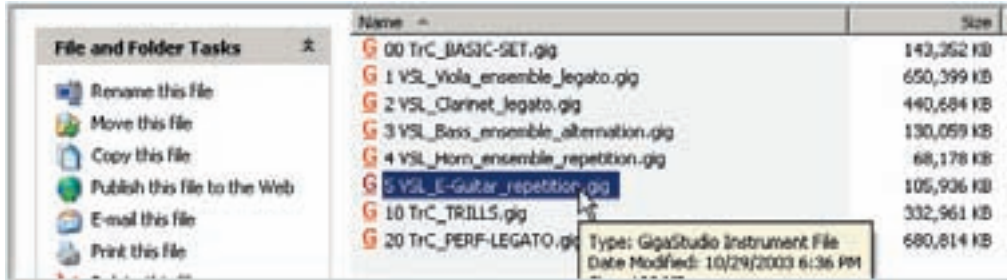 Name Size
File and Folder Tasks
Rename this file
Move this file
Copy this file
Publish this file to the Web
E-mail this file
Print this file
00 TrC_BASIC-SET.gig 143,352 KB
1 VSL_Viola_ensemble_legato.gig 650,399 KB
2 VSL_Clarinet_legato.gig 440,684 KB
3 VSL_Bass_ensemble_alternation.gig 130,059 KB
4 VSL_Horn_ensemble_repetition.gig 68,178 KB
5 VSL_E-Guitar_repetition.gig 105,936 KB
10 TrC_TRILLS.gig 332,961 KB
20 TrC_PERF-LEGATO.gig 680,814 KB
Type: GigaStudio Instrument File
Date Modified: 10/29/2003 6:36 PM